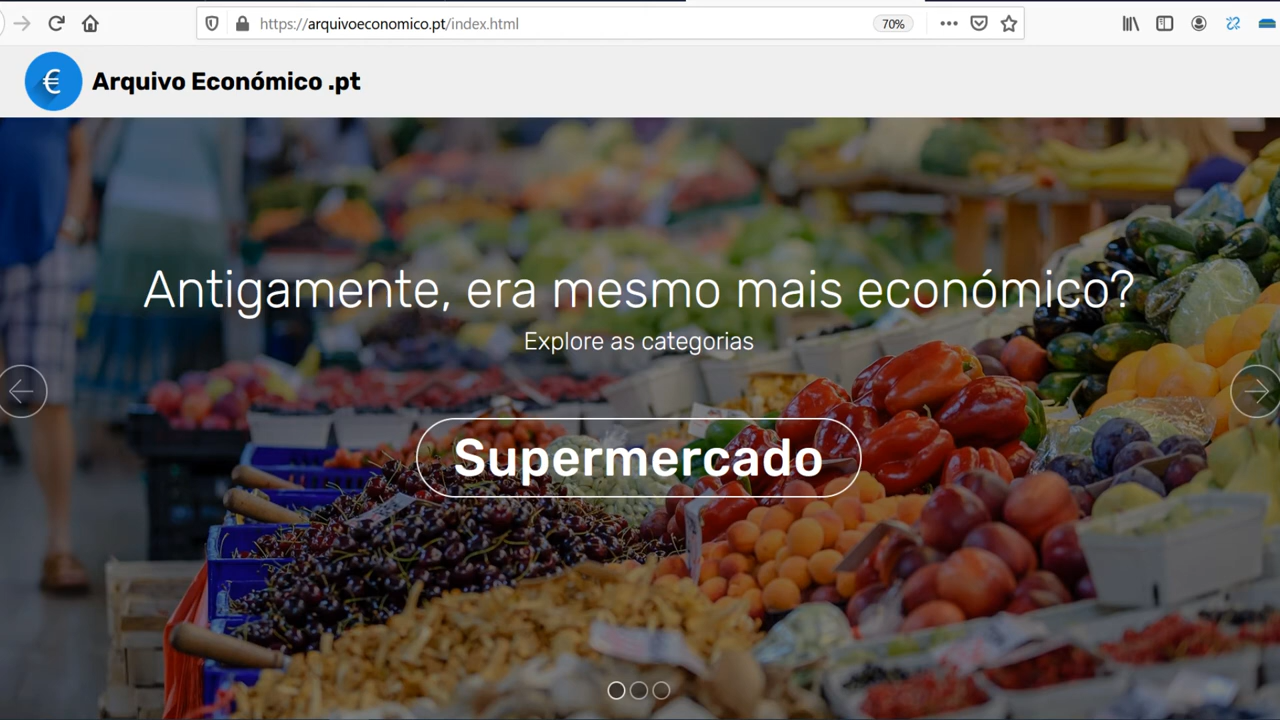 https://arquivoeconomico.pt/index.html
70%
€ Arquivo Económico .pt
Antigamente, era mesmo mais económico?
Explore as categorias
Supermercado